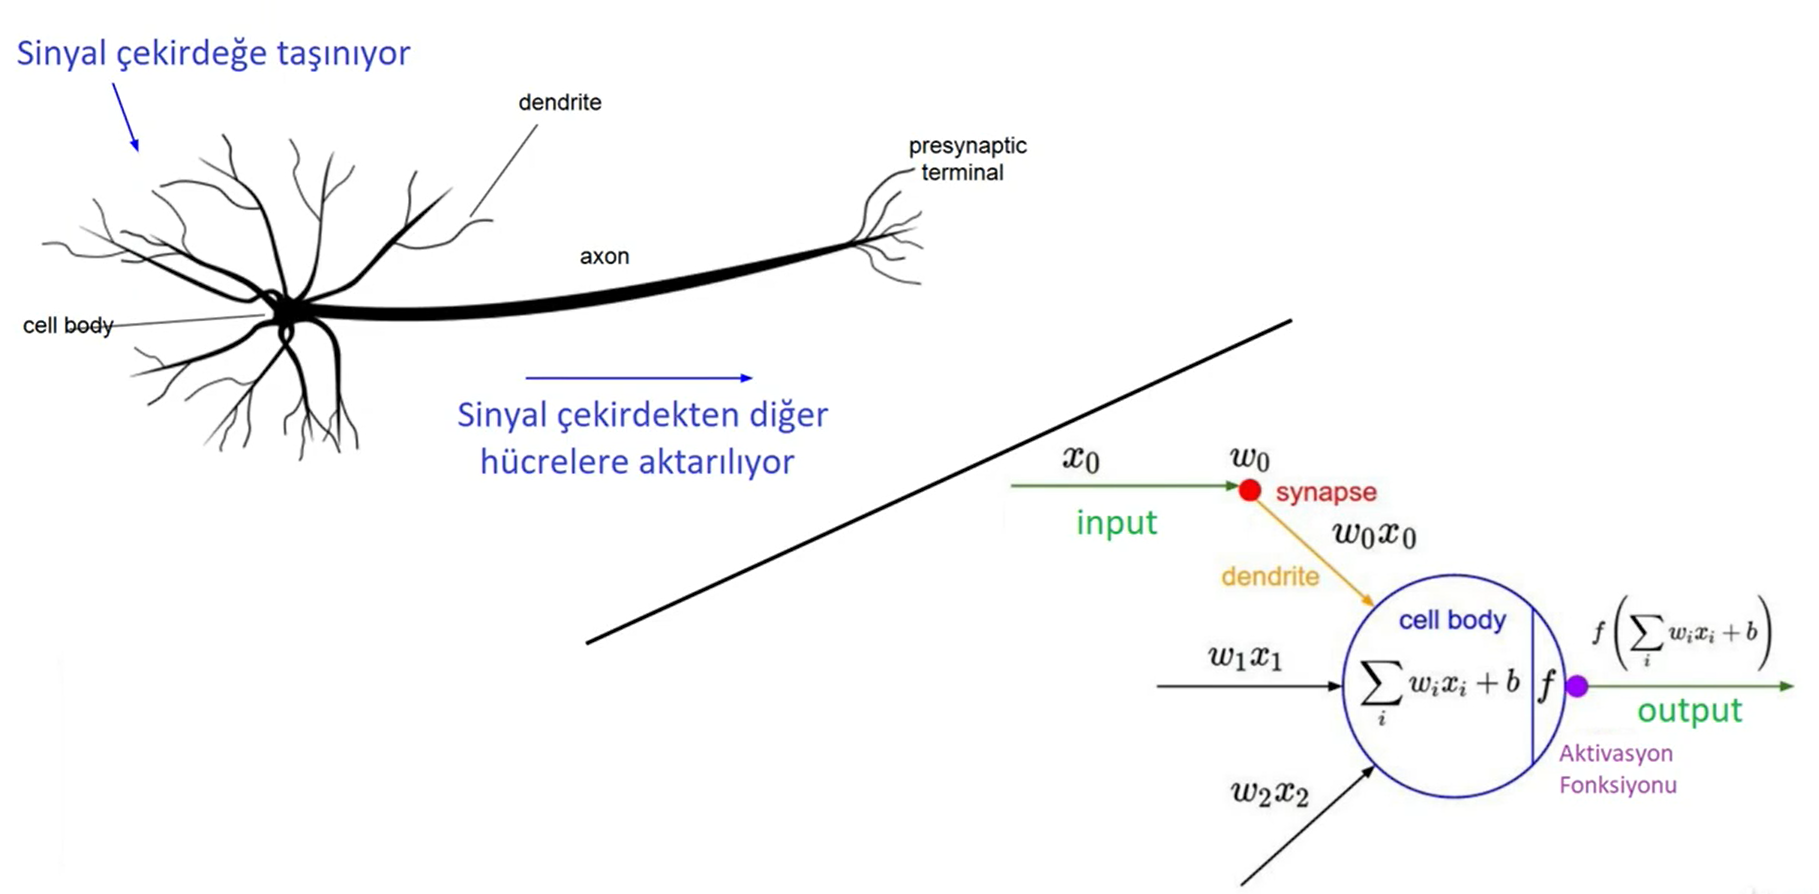 Sinyal çekirdeğe taşınıyor
dendrite
presynaptic
terminal
axon
cell body
Sinyal çekirdekten diğer
hücrelere aktarılıyor
x₀
w₀
synapse
input
w₀x₀
dendrite
cell body
f(∑ᵢ wᵢxᵢ + b)
w₁x₁
∑ᵢ wᵢxᵢ + b
f
output
Aktivasyon
Fonksiyonu
w₂x₂